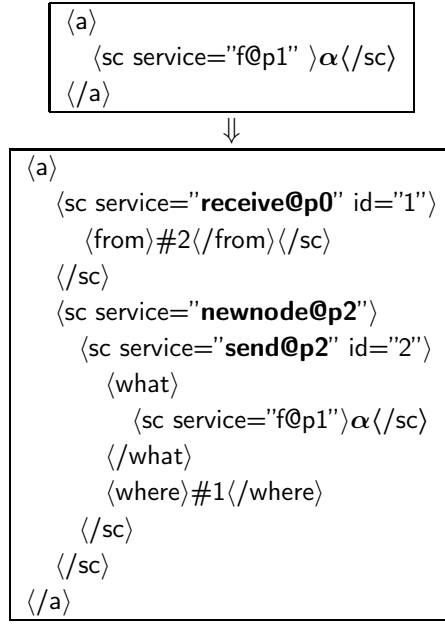 ⟨a⟩
⟨sc service="f@p1" ⟩α⟨/sc⟩
⟨/a⟩
⇓
⟨a⟩
⟨sc service="receive@p0" id="1"⟩
⟨from⟩#2⟨/from⟩⟨/sc⟩
⟨/sc⟩
⟨sc service="newnode@p2"⟩
⟨sc service="send@p2" id="2"⟩
⟨what⟩
⟨sc service="f@p1"⟩α⟨/sc⟩
⟨/what⟩
⟨where⟩#1⟨/where⟩
⟨/sc⟩
⟨/sc⟩
⟨/a⟩